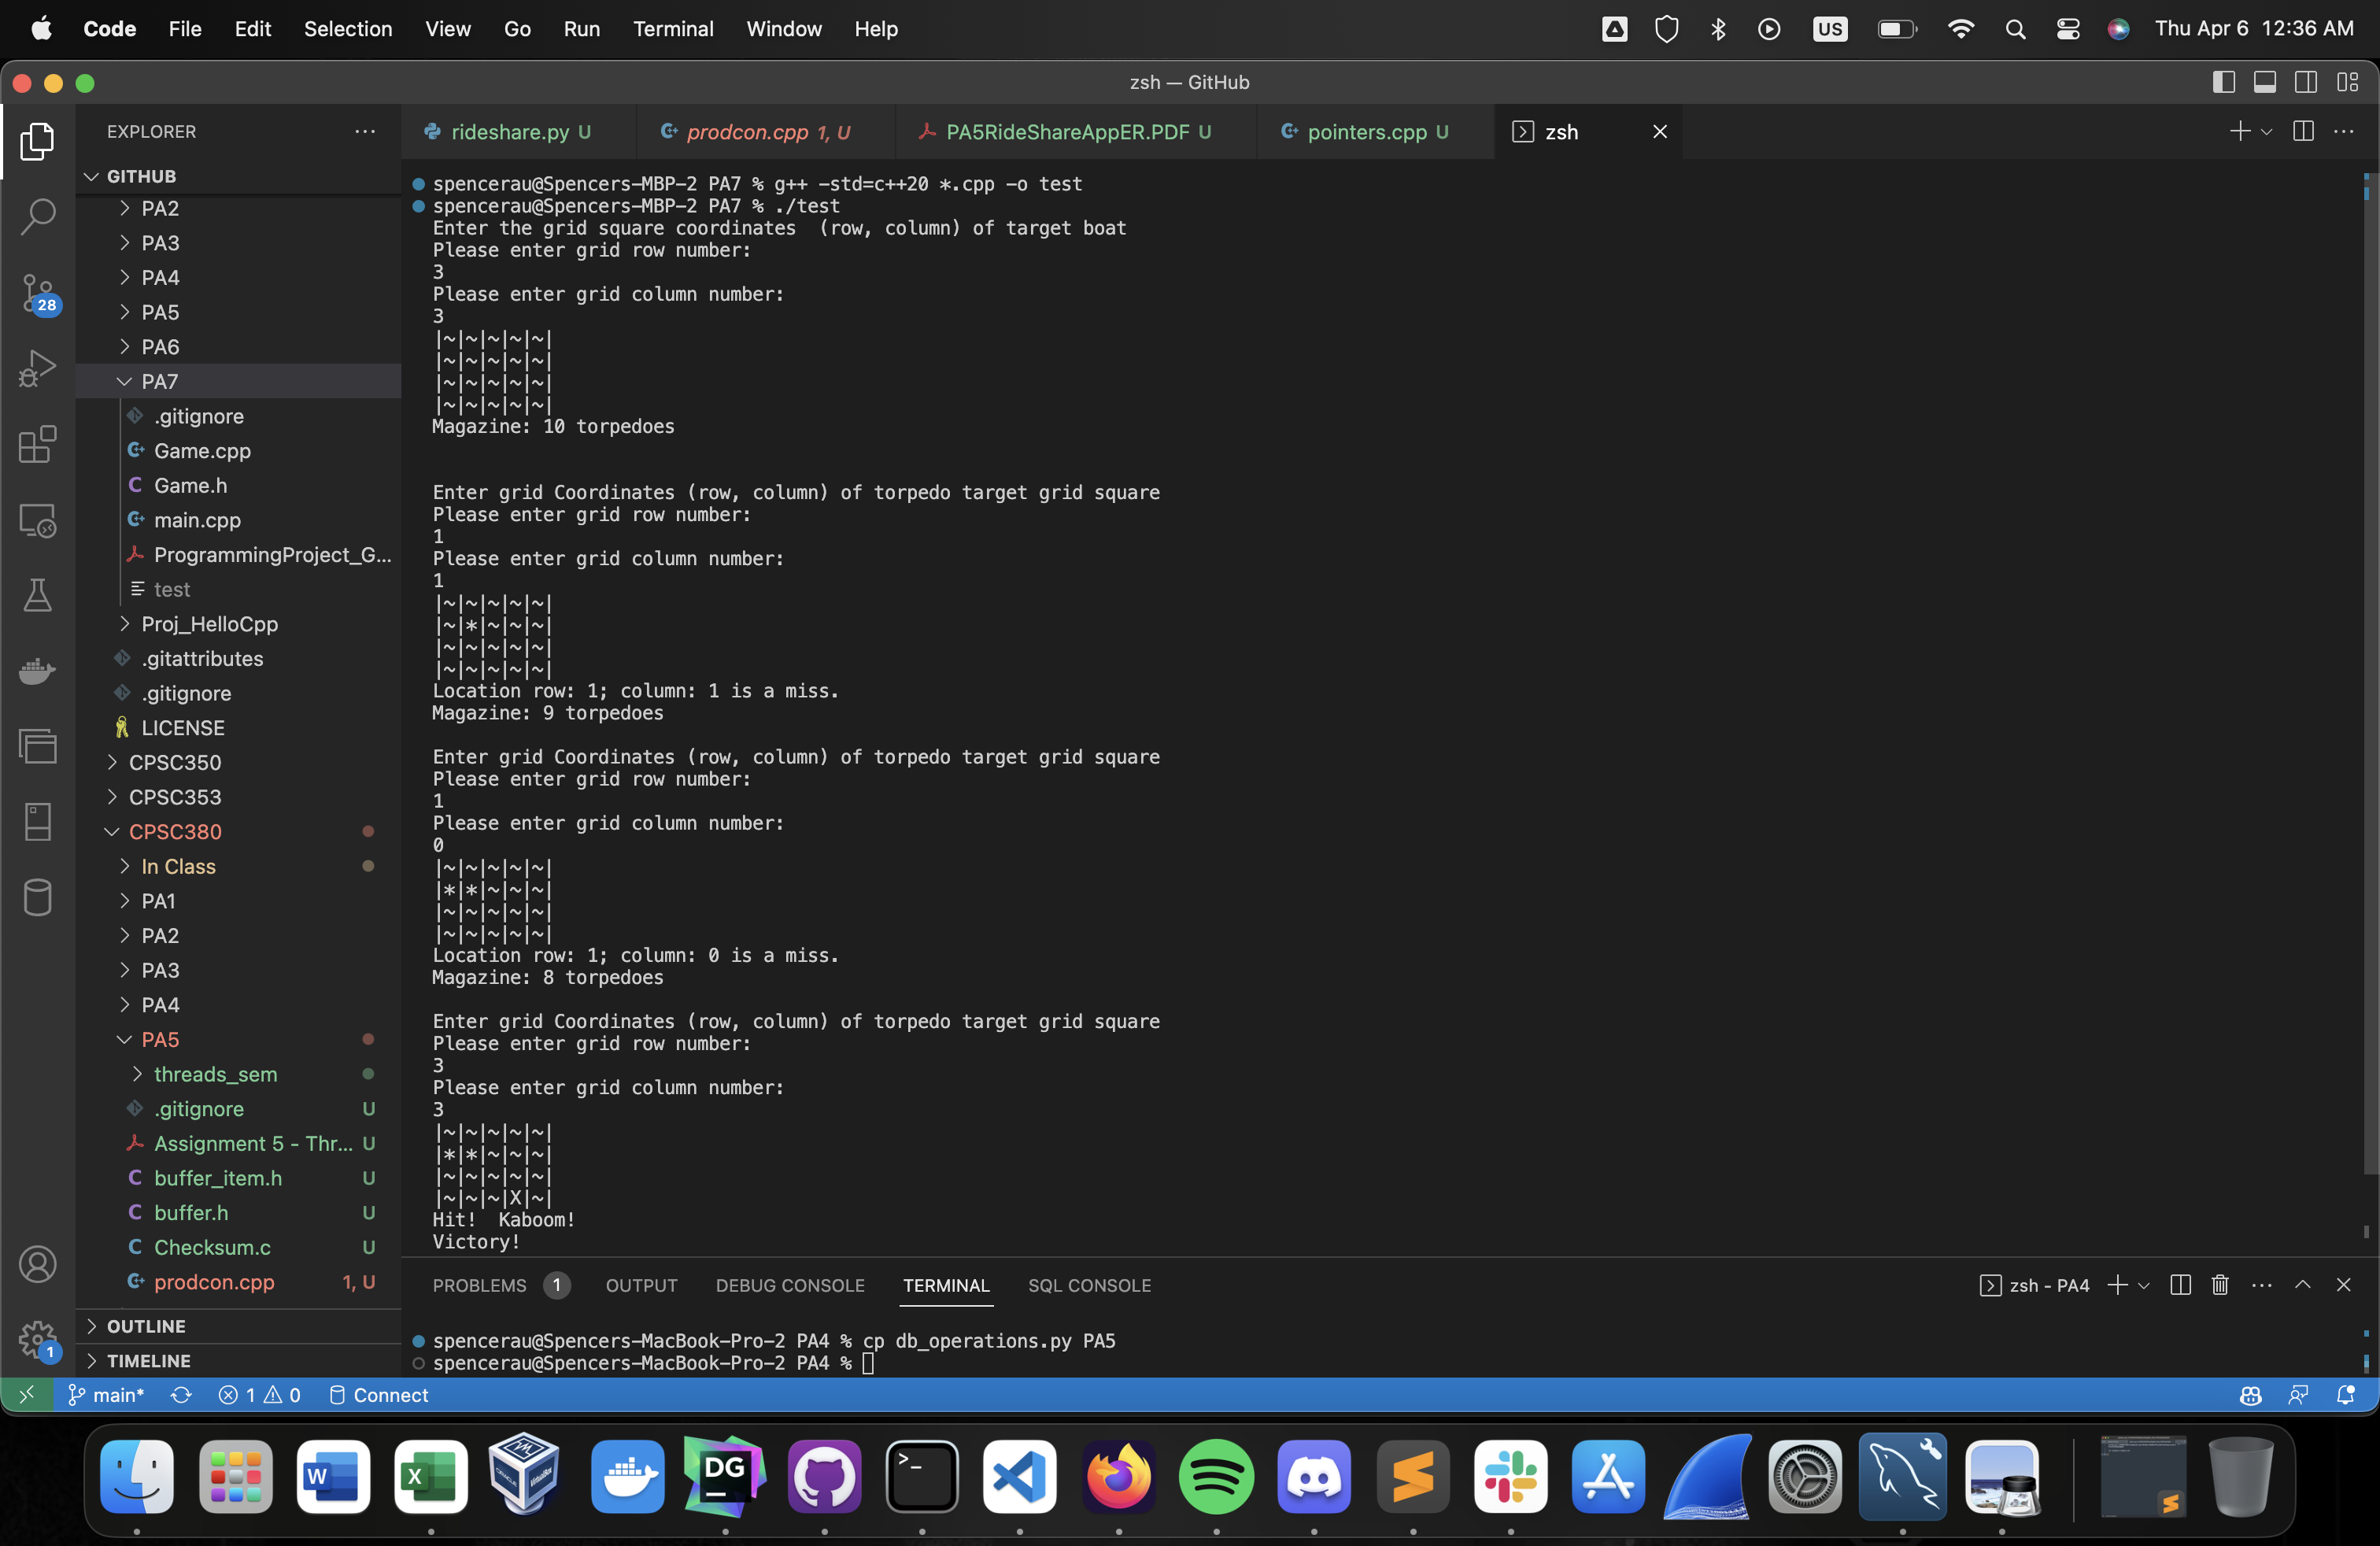 Code File Edit Selection View Go Run Terminal Window Help US Thu Apr 6 12:36 AM
zsh — GitHub
EXPLORER
rideshare.py U prodcon.cpp 1, U PA5RideShareAppER.PDF U pointers.cpp U zsh
GITHUB
PA2
PA3
PA4
PA5
PA6
PA7
.gitignore
Game.cpp
Game.h
main.cpp
ProgrammingProject_G...
test
Proj_HelloCpp
.gitattributes
.gitignore
LICENSE
CPSC350
CPSC353
CPSC380
In Class
PA1
PA2
PA3
PA4
PA5
threads_sem
.gitignore U
Assignment 5 - Thr... U
buffer_item.h U
buffer.h U
Checksum.c U
prodcon.cpp 1, U
OUTLINE
TIMELINE
28
1
spencerau@Spencers-MBP-2 PA7 % g++ -std=c++20 *.cpp -o test
spencerau@Spencers-MBP-2 PA7 % ./test
Enter the grid square coordinates  (row, column) of target boat
Please enter grid row number:
3
Please enter grid column number:
3
|~|~|~|~|~|
|~|~|~|~|~|
|~|~|~|~|~|
|~|~|~|~|~|
Magazine: 10 torpedoes
Enter grid Coordinates (row, column) of torpedo target grid square
Please enter grid row number:
1
Please enter grid column number:
1
|~|~|~|~|~|
|~|*|~|~|~|
|~|~|~|~|~|
|~|~|~|~|~|
Location row: 1; column: 1 is a miss.
Magazine: 9 torpedoes
Enter grid Coordinates (row, column) of torpedo target grid square
Please enter grid row number:
1
Please enter grid column number:
0
|~|~|~|~|~|
|*|*|~|~|~|
|~|~|~|~|~|
|~|~|~|~|~|
Location row: 1; column: 0 is a miss.
Magazine: 8 torpedoes
Enter grid Coordinates (row, column) of torpedo target grid square
Please enter grid row number:
3
Please enter grid column number:
3
|~|~|~|~|~|
|*|*|~|~|~|
|~|~|~|~|~|
|~|~|~|X|~|
Hit!  Kaboom!
Victory!
PROBLEMS 1 OUTPUT DEBUG CONSOLE TERMINAL SQL CONSOLE zsh - PA4
spencerau@Spencers-MacBook-Pro-2 PA4 % cp db_operations.py PA5
spencerau@Spencers-MacBook-Pro-2 PA4 %
main* 1 0 Connect
W X DG